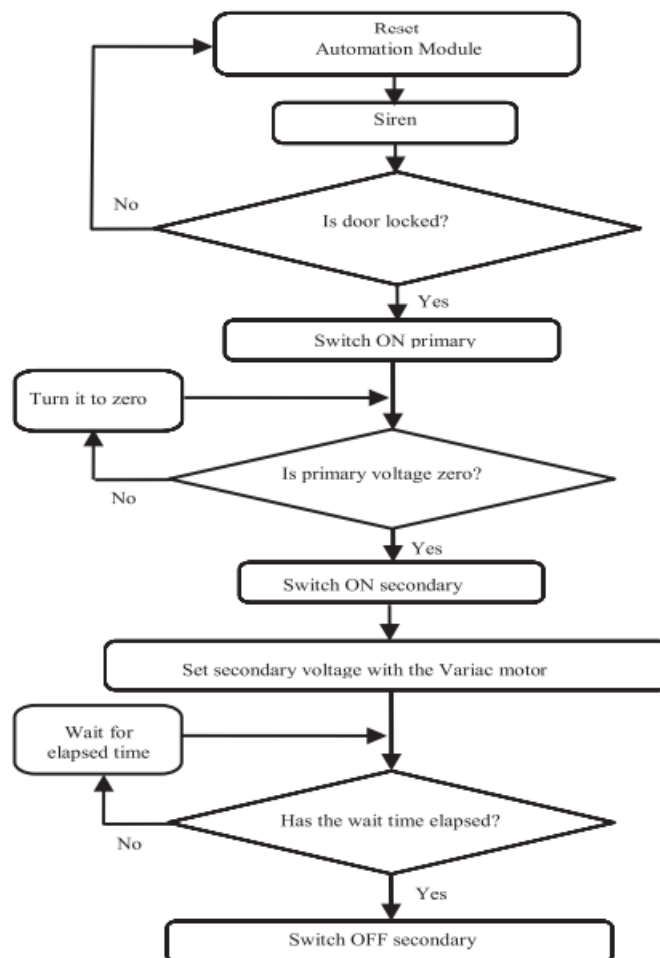 Reset
Automation Module
Siren
Is door locked?
No
Yes
Switch ON primary
Turn it to zero
Is primary voltage zero?
No
Yes
Switch ON secondary
Set secondary voltage with the Variac motor
Wait for
elapsed time
Has the wait time elapsed?
No
Yes
Switch OFF secondary